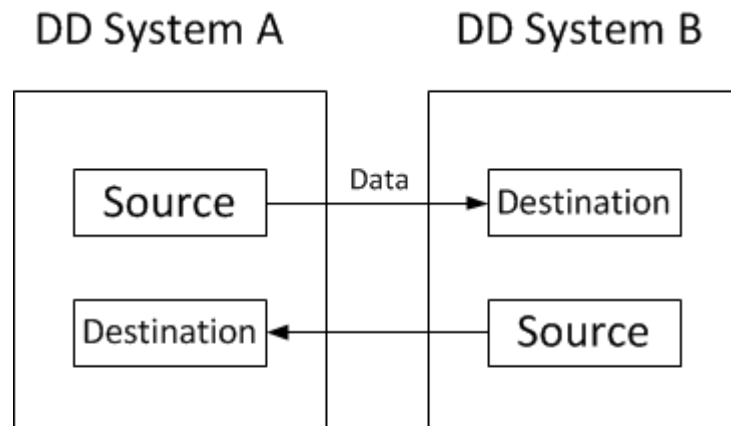 DD System A
DD System B
Source
Data
Destination
Destination
Source